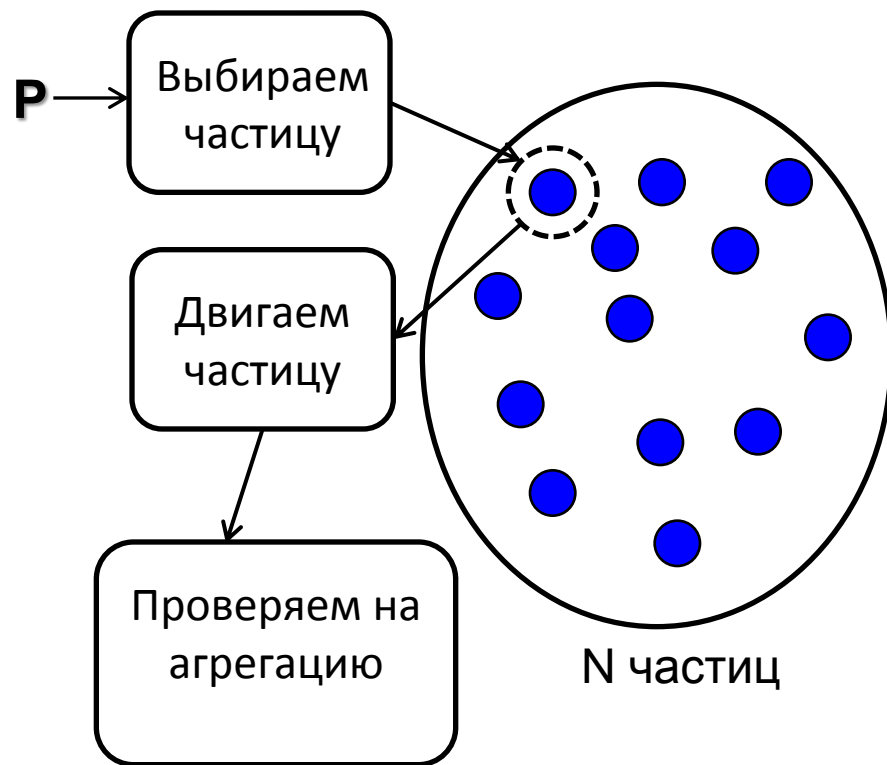 P
Выбираем
частицу
Двигаем
частицу
Проверяем на
агрегацию
N частиц